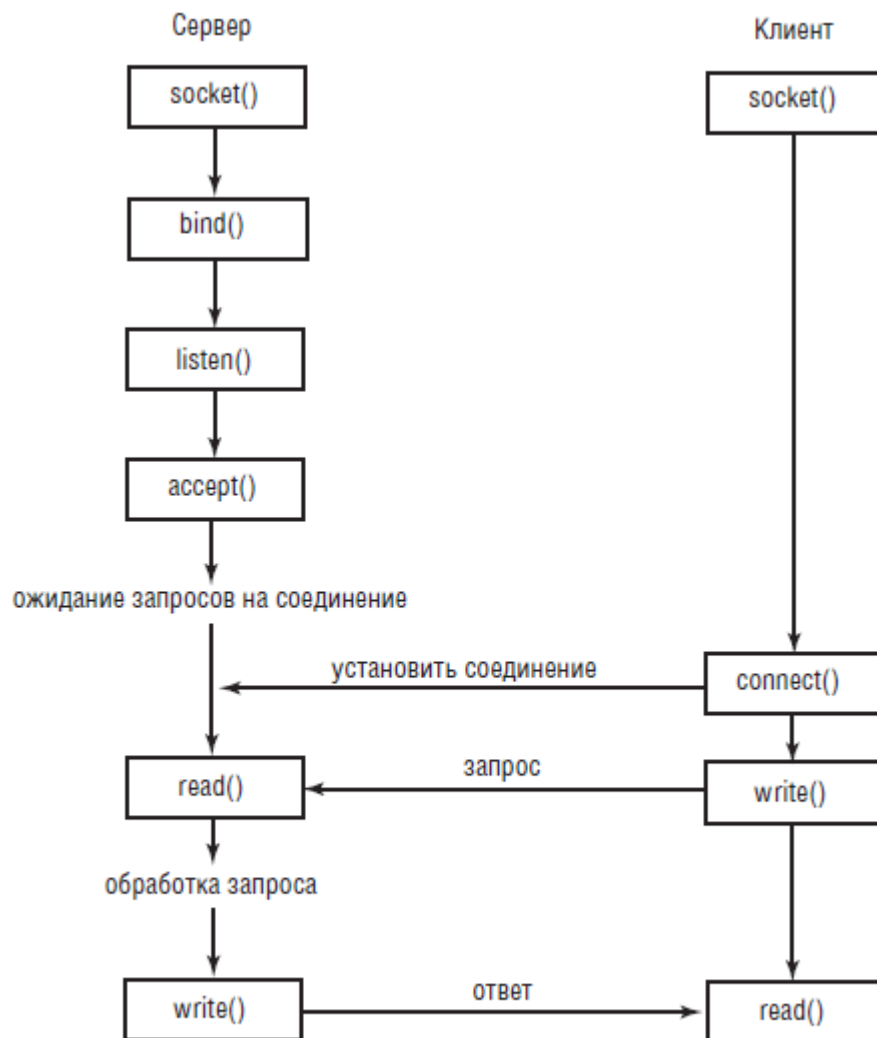 Сервер
Клиент
socket()
socket()
bind()
listen()
accept()
ожидание запросов на соединение
установить соединение
connect()
read()
запрос
write()
обработка запроса
write()
ответ
read()